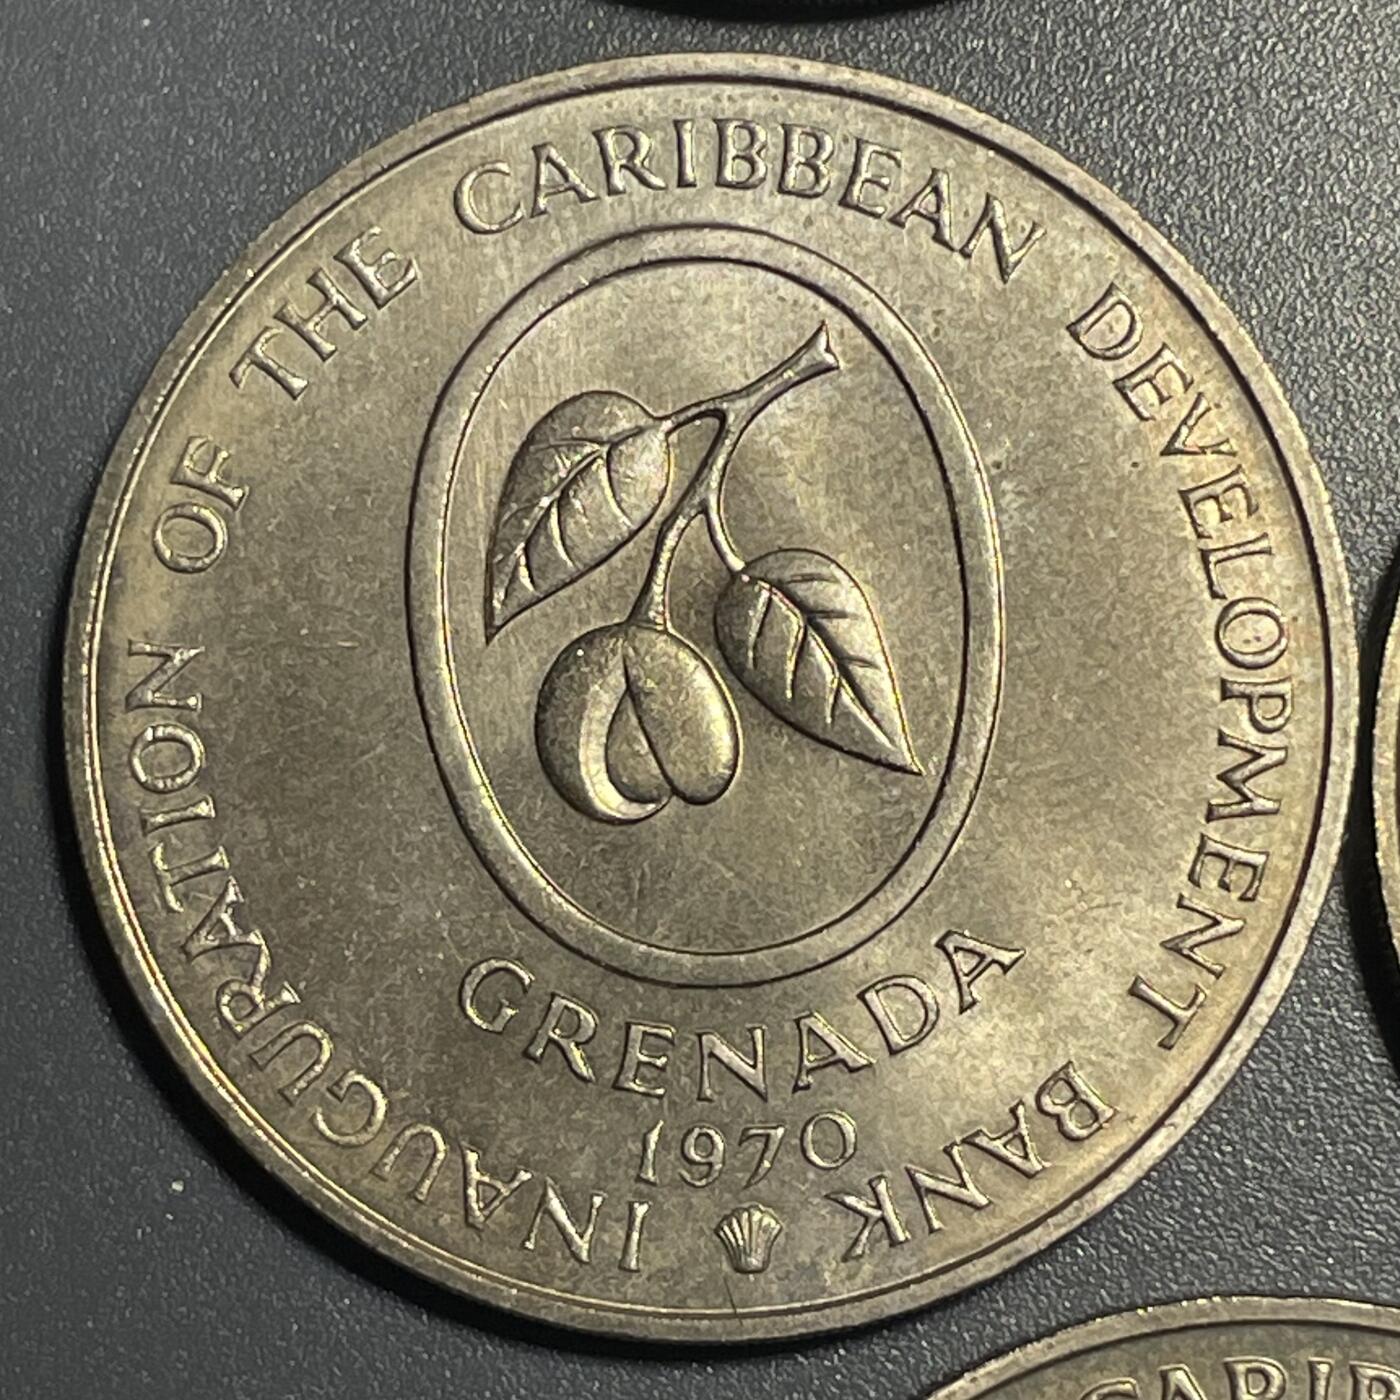 INAUGURATION OF THE CARIBBEAN DEVELOPMENT BANK
GRENADA
1970